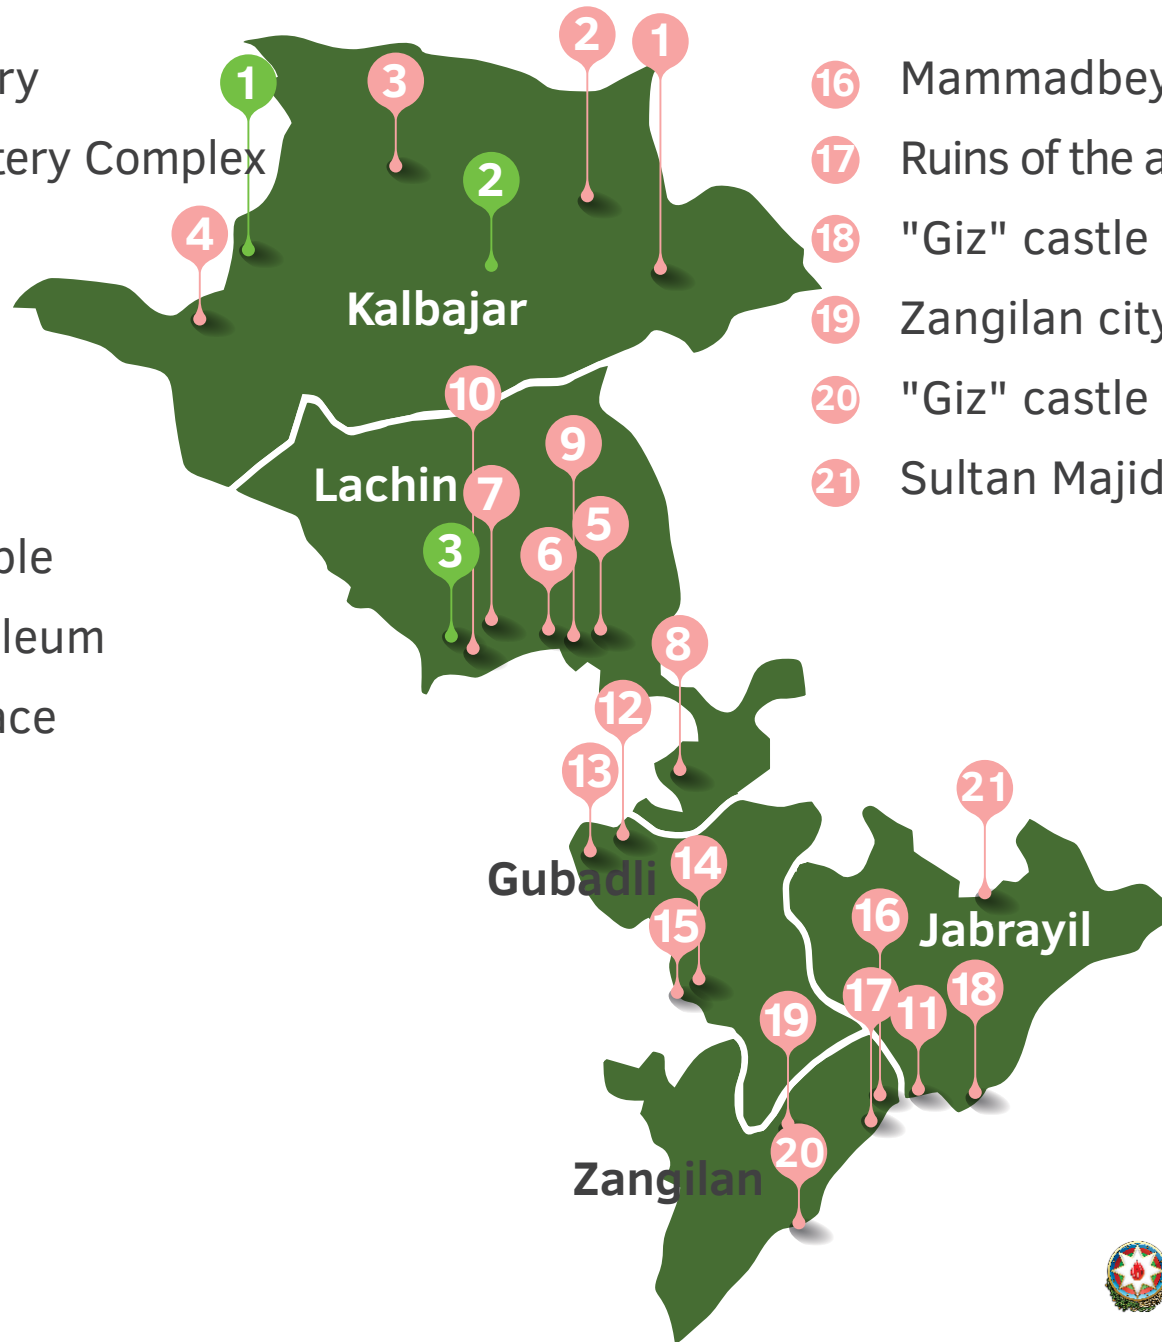 ry
tery Complex
ble
leum
nce
16 Mammadbey
17 Ruins of the a
18 "Giz" castle
19 Zangilan city
20 "Giz" castle
21 Sultan Majid
2
1
3
1
2
4
Kalbajar
10
9
Lachin
7
5
3
6
8
12
13
21
14
Gubadli
16
15
Jabrayil
18
17
11
19
20
Zangilan